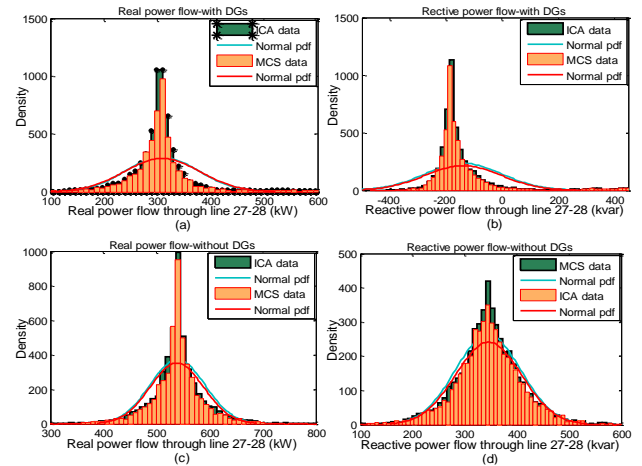 Real power flow-with DGs
1500
1000
500
0
Density
ICA data
Normal pdf
MCS data
Normal pdf
100 200 300 400 500 600
Real power flow through line 27-28 (kW)
(a)
Rective power flow-with DGs
1500
1000
500
0
Density
ICA data
Normal pdf
MCS data
Normal pdf
-400 -200 0 200 400
Reactive power flow through line 27-28 (kvar)
(b)
Real power flow-without DGs
1000
800
600
400
200
0
Density
ICA data
Normal pdf
MCS data
Normal pdf
300 400 500 600 700 800
Real power flow through line 27-28 (kW)
(c)
Reactive power flow-without DGs
500
400
300
200
100
0
Density
MCS data
Normal pdf
ICA data
Normal pdf
100 200 300 400 500 600
Reactive power flow through line 27-28 (kvar)
(d)